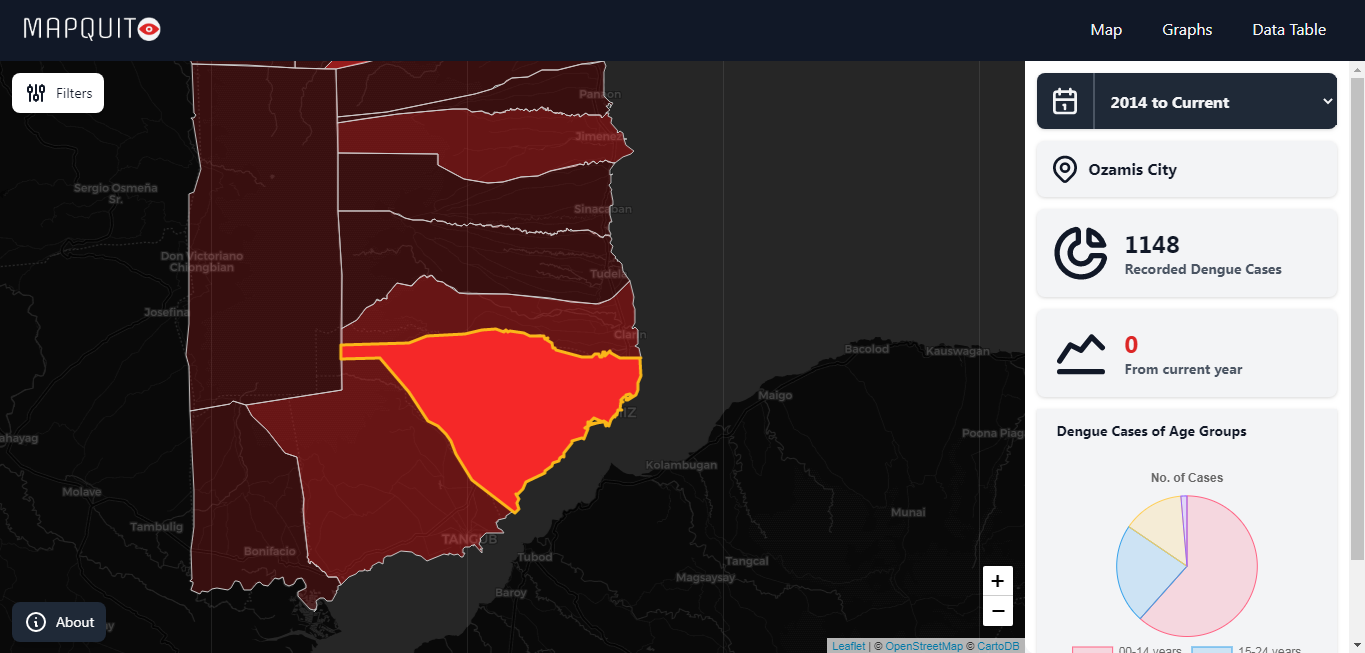 MAPQUITO
Map
Graphs
Data Table
Filters
Panaon
Jimenez
Sergio Osmeña
Sr.
Sinacaban
Don Victoriano
Chiongbian
Tudela
Josefina
Clarin
Bacolod
Kauswagan
Maigo
IZ
ahayag
Poona Piag
Kolambugan
Molave
Munai
Tambulig
TANGUB
Bonifacio
Tubod
Tangcal
Magsaysay
Baroy
About
+
−
Leaflet | © OpenStreetMap © CartoDB
2014 to Current
Ozamis City
1148
Recorded Dengue Cases
0
From current year
Dengue Cases of Age Groups
No. of Cases
00-14 years
15-24 years